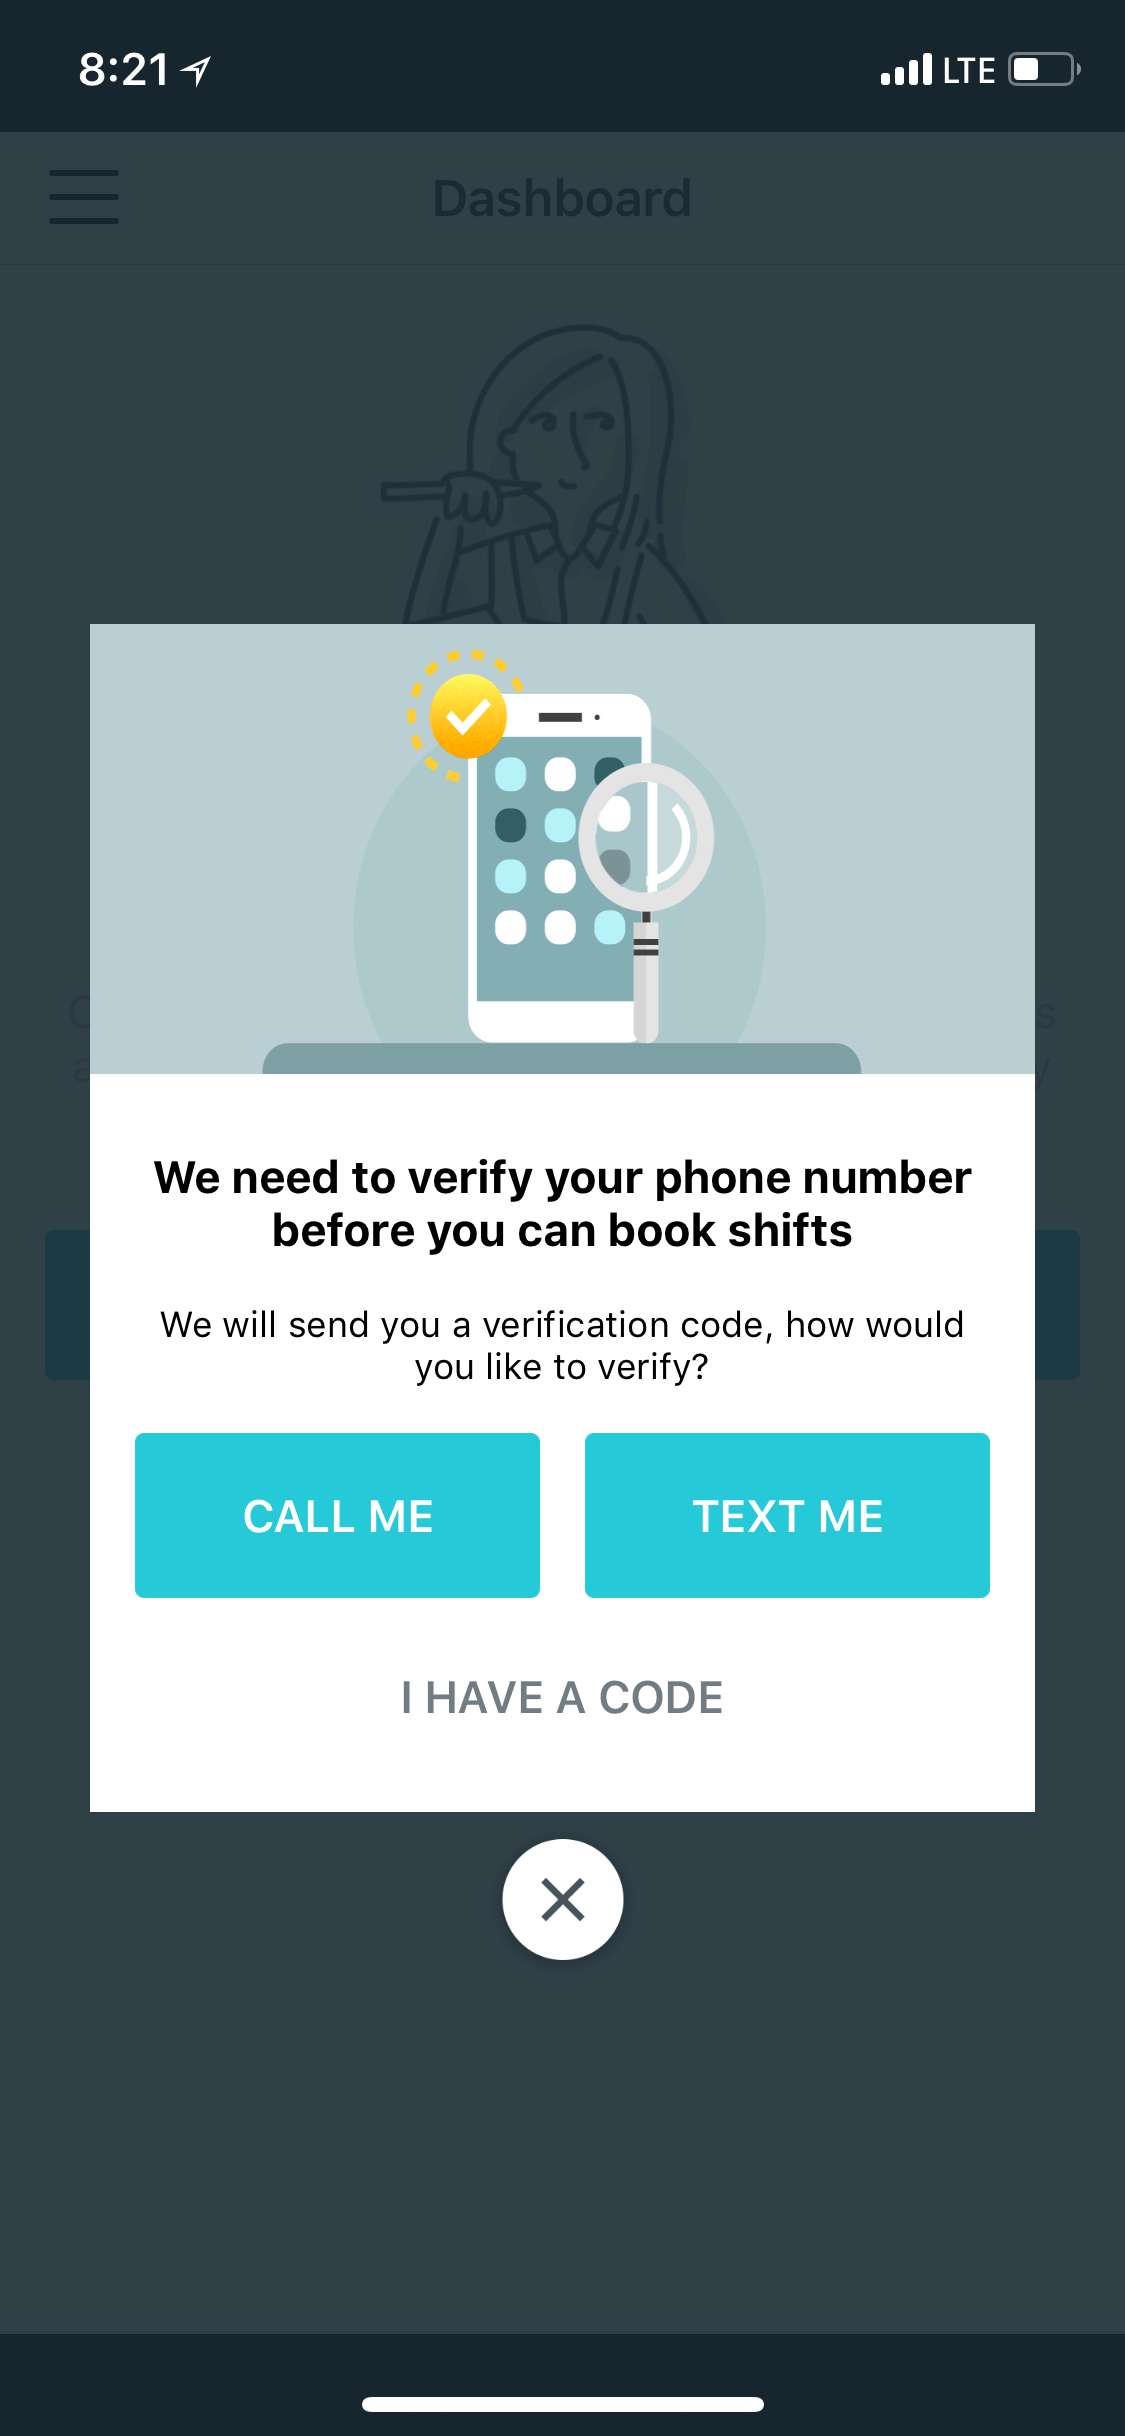 8:21 LTE
Dashboard
We need to verify your phone number
before you can book shifts
We will send you a verification code, how would
you like to verify?
CALL ME TEXT ME
I HAVE A CODE